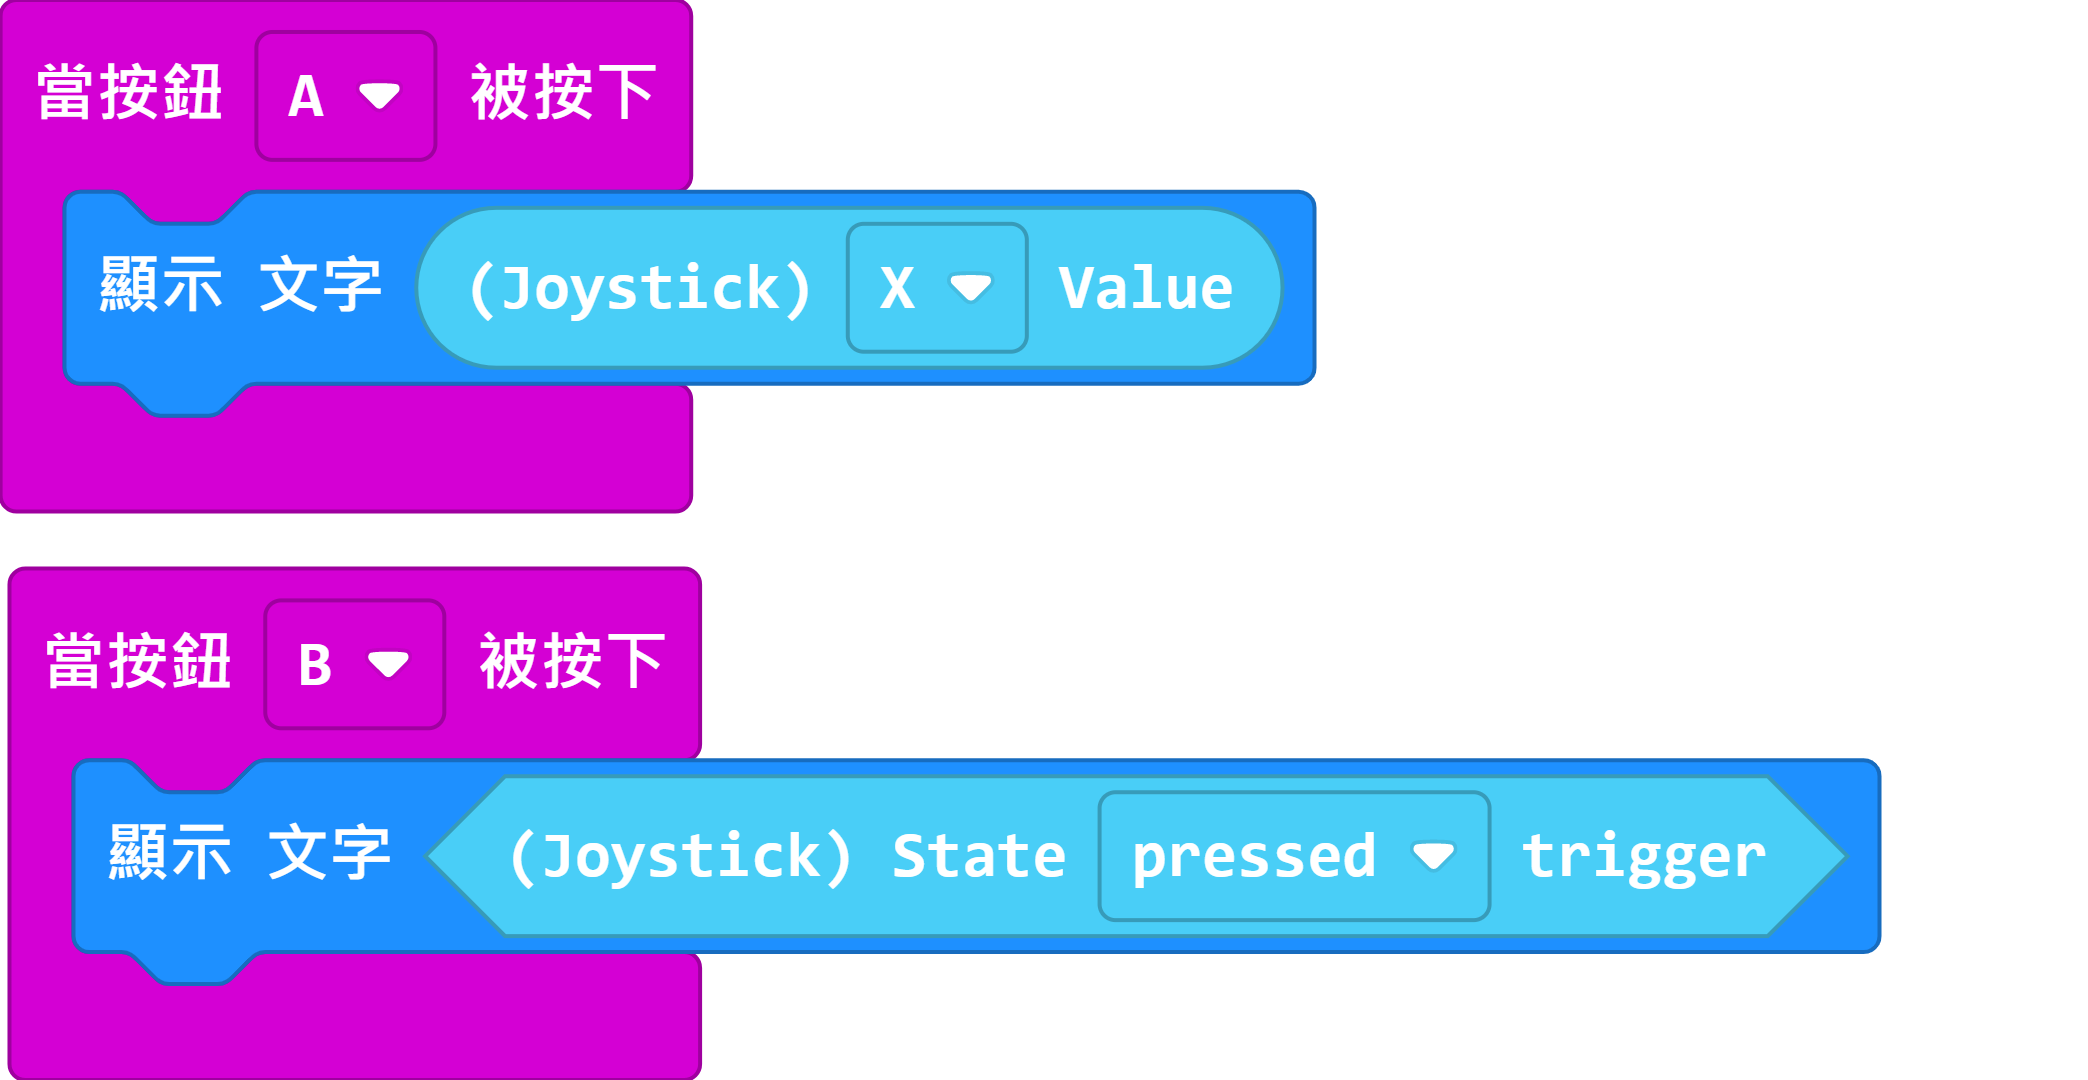 當按鈕 A 被按下
顯示 文字 (Joystick) X Value
當按鈕 B 被按下
顯示 文字 (Joystick) State pressed trigger